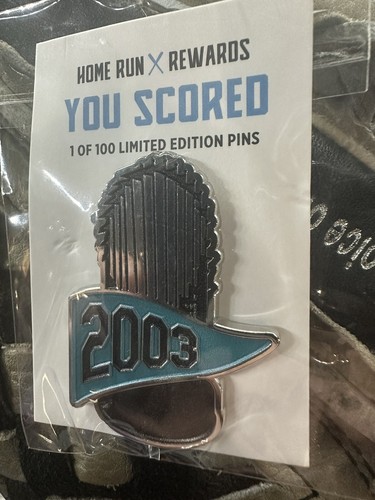 HOME RUN X REWARDS
YOU SCORED
1 OF 100 LIMITED EDITION PINS
2003